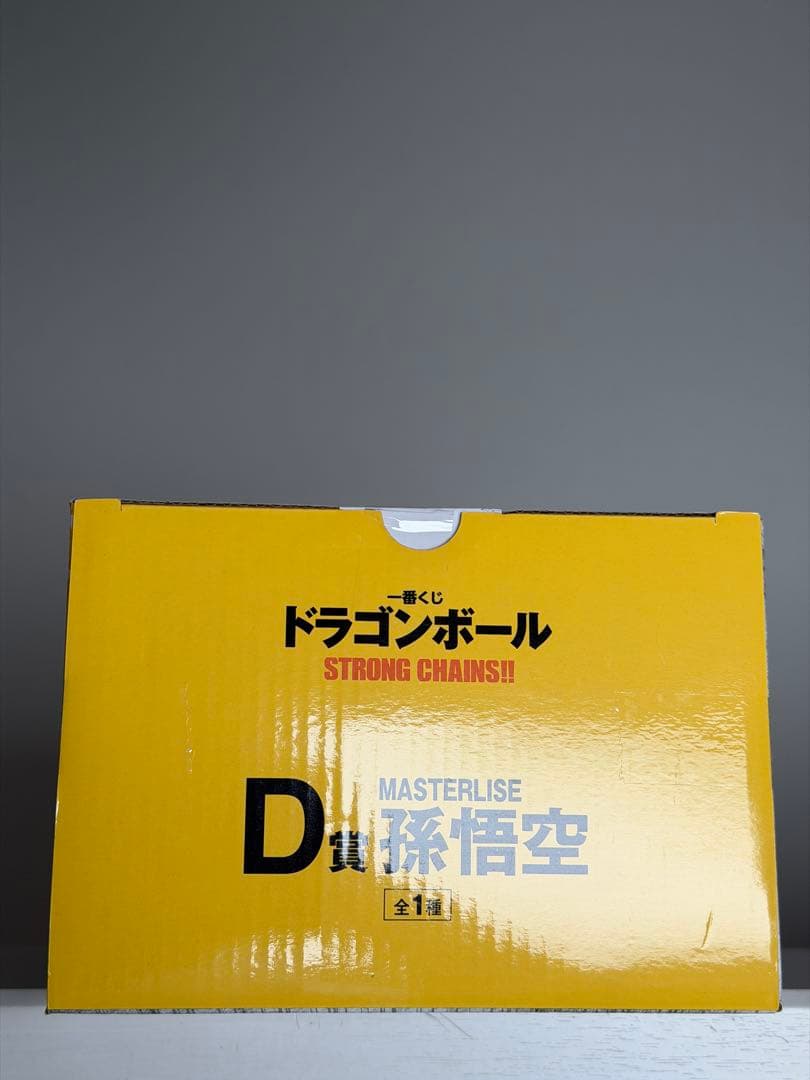 一番くじ
ドラゴンボール
STRONG CHAINS!!
MASTERLISE
D賞 孫悟空
全1種